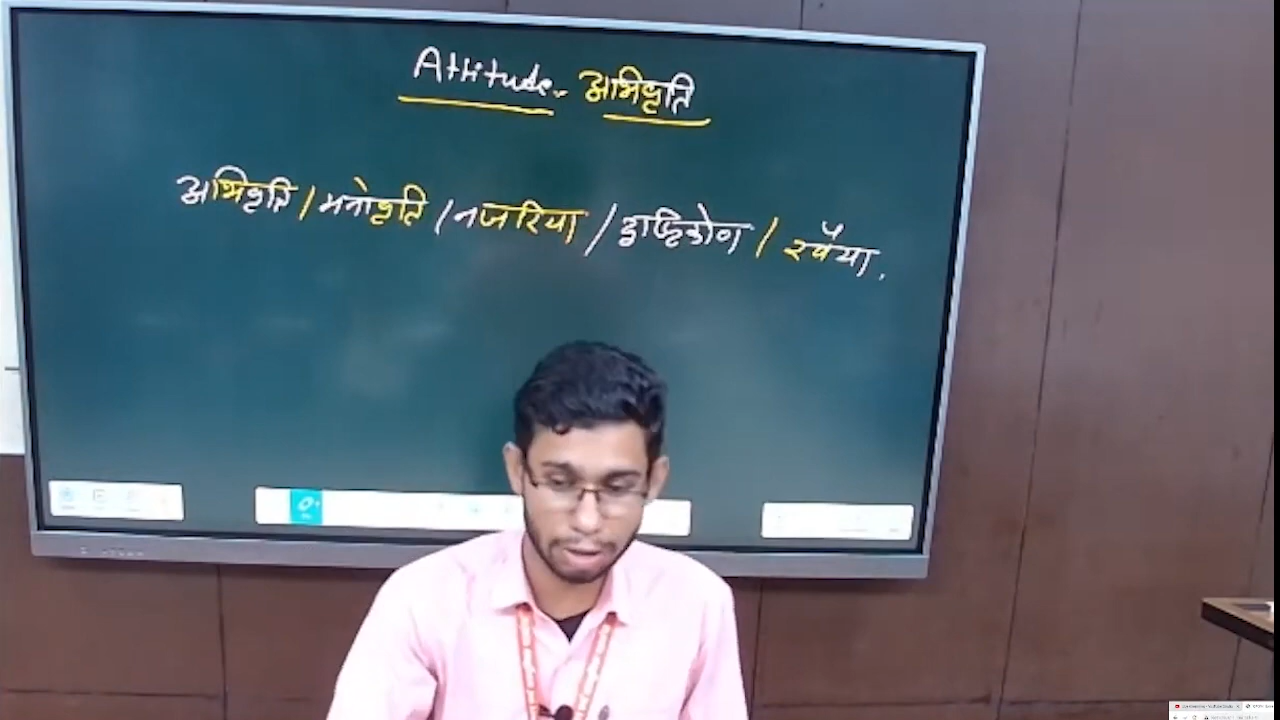 Attitude - अभिवृति
अभिवृति / मनोवृति / नजरिया / दृष्टिकोण / रवैया.